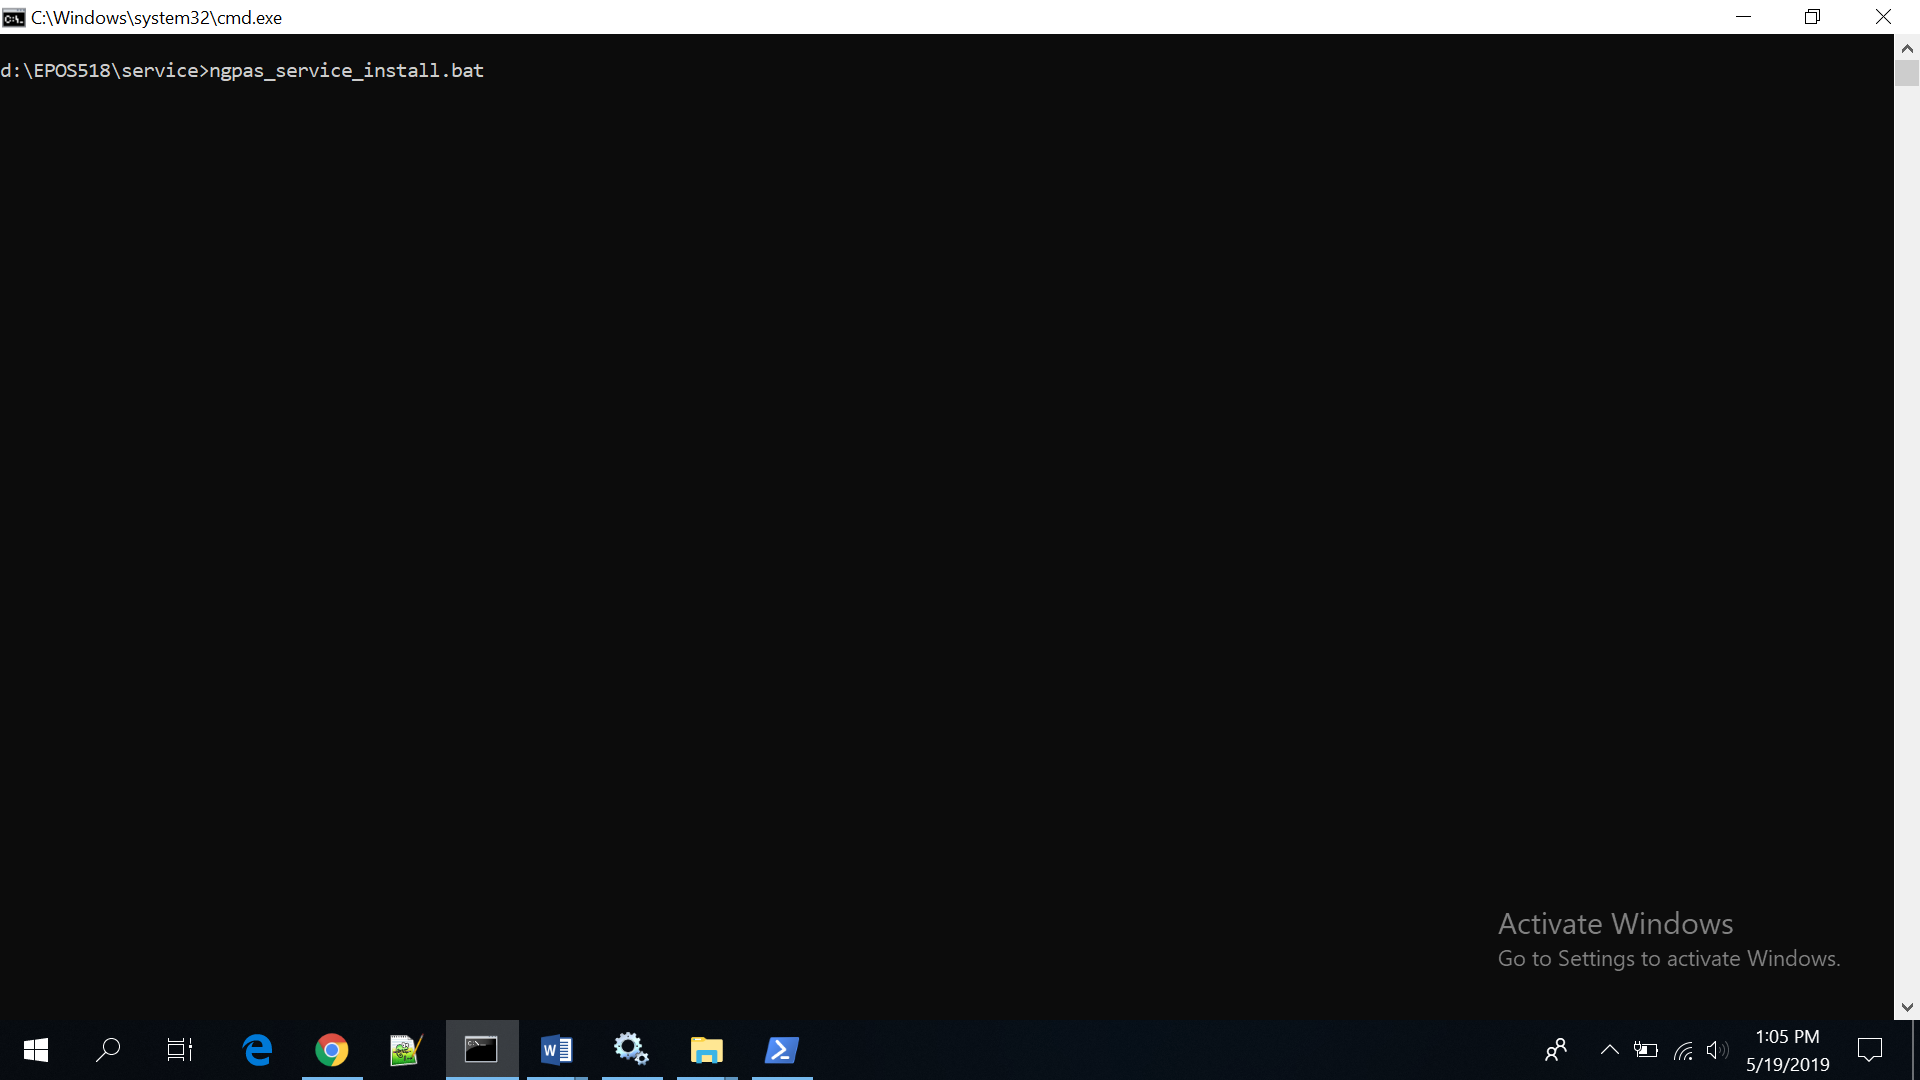 C:\Windows\system32\cmd.exe
d:\EPOS518\service>ngpas_service_install.bat
Activate Windows
Go to Settings to activate Windows.
1:05 PM
5/19/2019